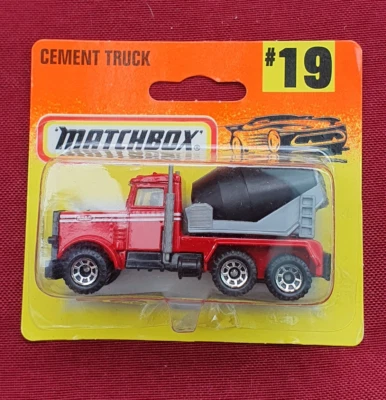 CEMENT TRUCK
#19
MATCHBOX